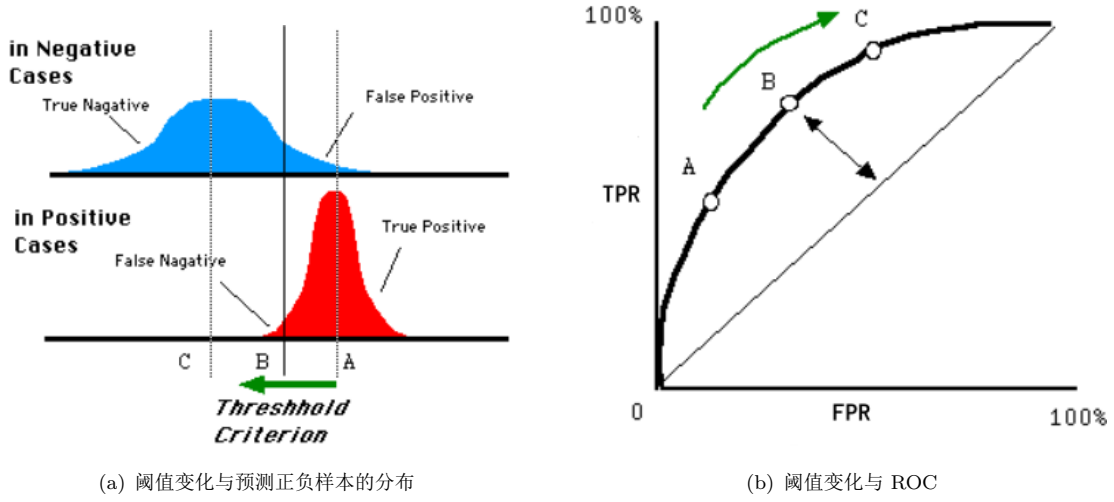 in Negative
Cases
True Nagative
False Positive
in Positive
Cases
True Positive
False Nagative
C
B
A
Threshhold
Criterion
(a) 阈值变化与预测正负样本的分布
100%
C
B
A
TPR
0
FPR
100%
(b) 阈值变化与 ROC